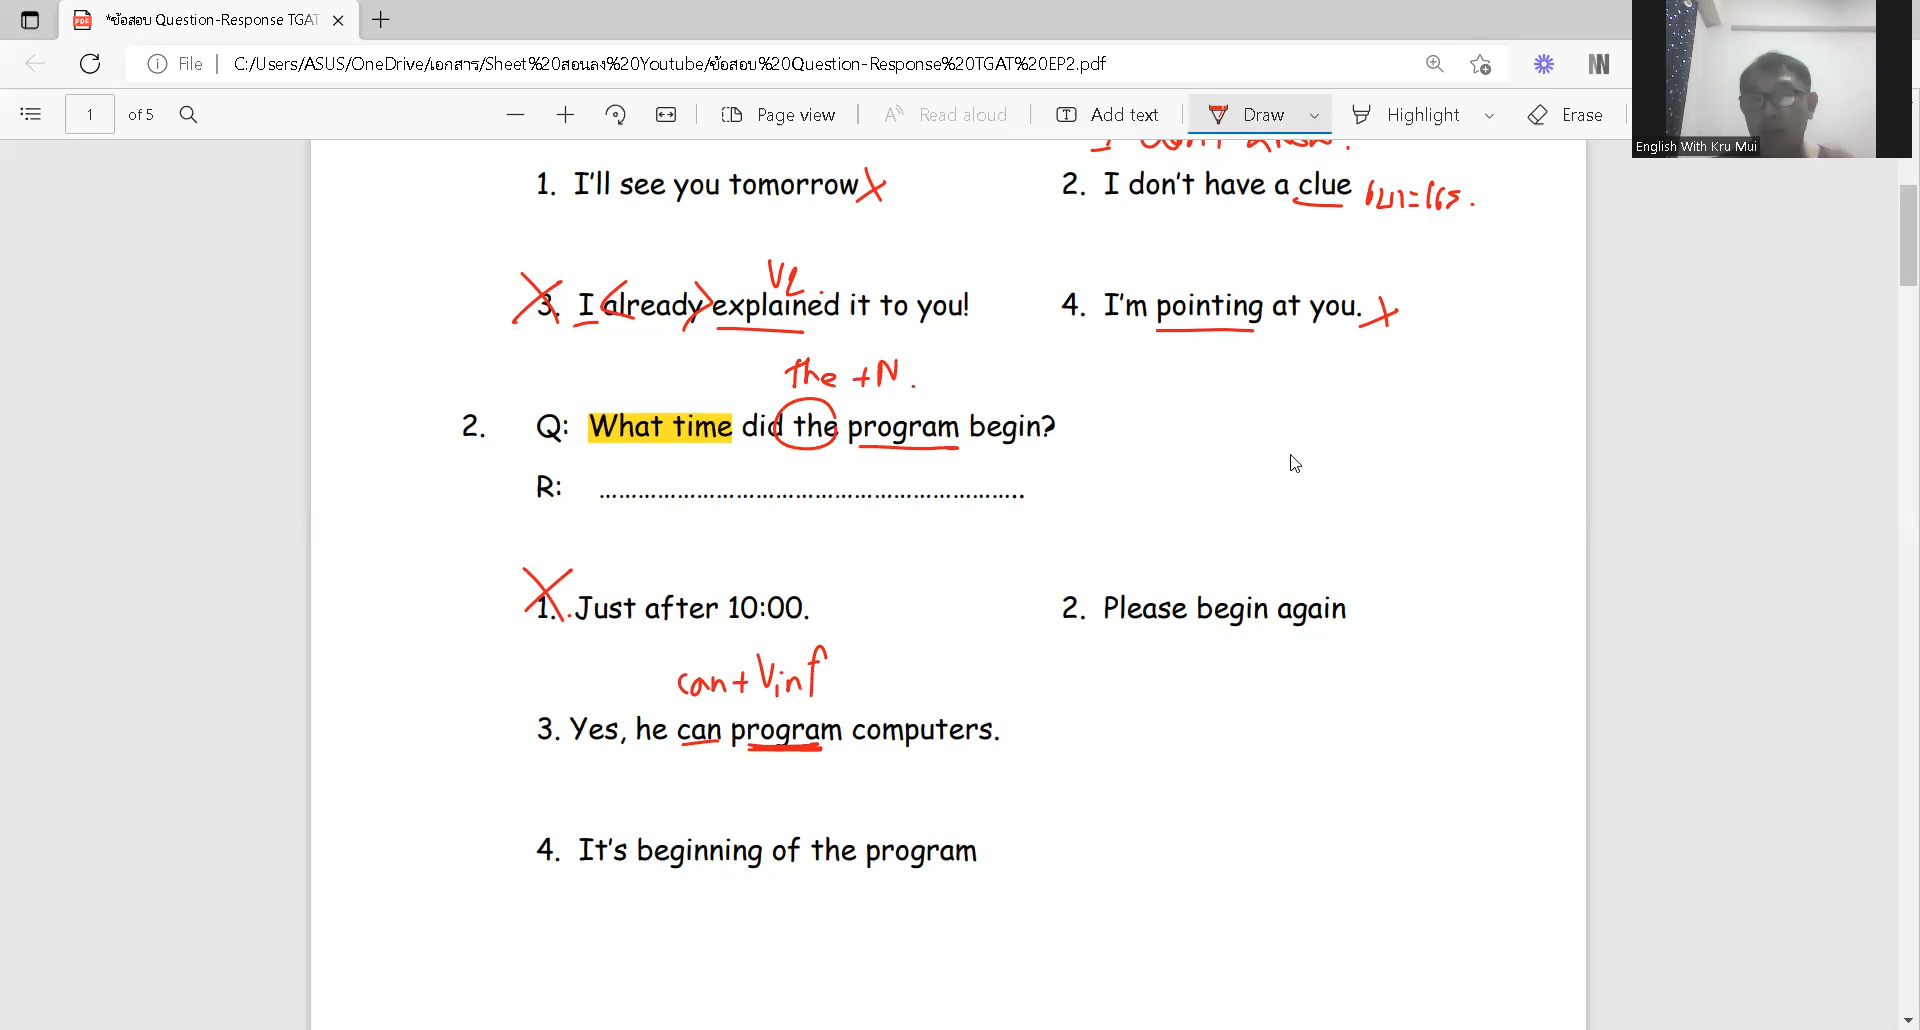 *ข้อสอบ Question-Response TGAT
File C:/Users/ASUS/OneDrive/เอกสาร/Sheet%20สอนลง%20Youtube/ข้อสอบ%20Question-Response%20TGAT%20EP2.pdf
1 of 5 Page view Read aloud Add text Draw Highlight Erase
English With Kru Mui
1. I'll see you tomorrow X 2. I don't have a clue
V2.
3. I already explained it to you! 4. I'm pointing at you. X
the +N.
2. Q: What time did the program begin?
R: ................................................
1. Just after 10:00. 2. Please begin again
can+Vinf
3. Yes, he can program computers.
4. It's beginning of the program